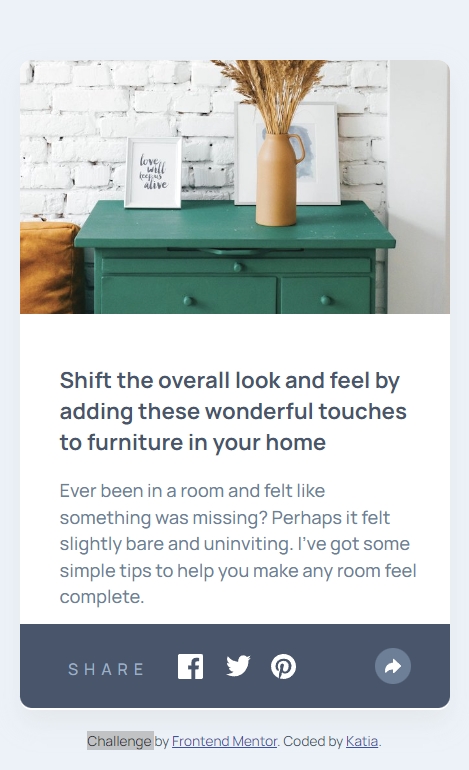 love
will
keep us
alive
Shift the overall look and feel by
adding these wonderful touches
to furniture in your home
Ever been in a room and felt like
something was missing? Perhaps it felt
slightly bare and uninviting. I’ve got some
simple tips to help you make any room feel
complete.
SHARE
Challenge by Frontend Mentor. Coded by Katia.